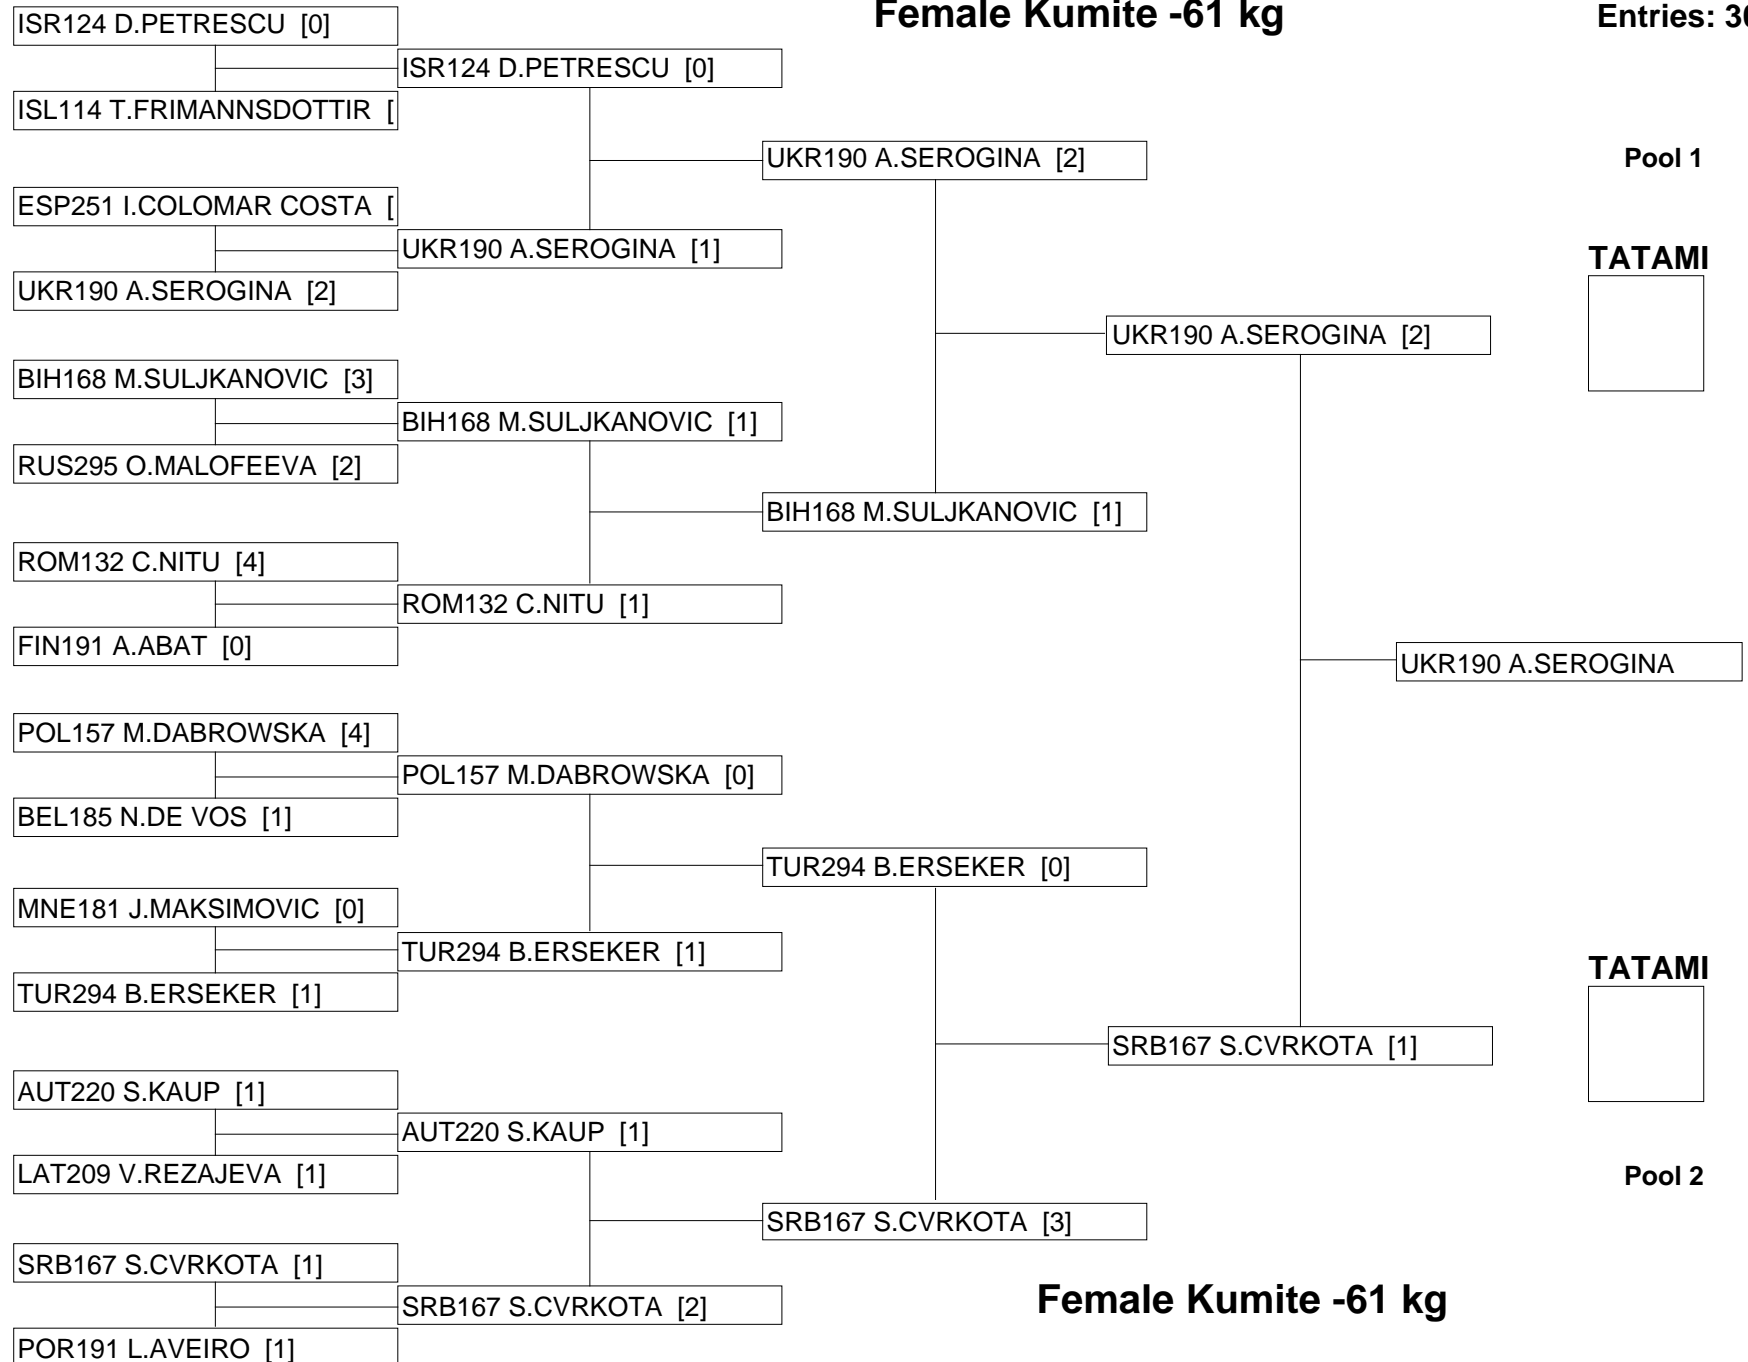 Female Kumite -61 kg
Entries: 30
ISR124 D.PETRESCU [0]
ISL114 T.FRIMANNSDOTTIR [
ESP251 I.COLOMAR COSTA [
UKR190 A.SEROGINA [2]
BIH168 M.SULJKANOVIC [3]
RUS295 O.MALOFEEVA [2]
ROM132 C.NITU [4]
FIN191 A.ABAT [0]
POL157 M.DABROWSKA [4]
BEL185 N.DE VOS [1]
MNE181 J.MAKSIMOVIC [0]
TUR294 B.ERSEKER [1]
AUT220 S.KAUP [1]
LAT209 V.REZAJEVA [1]
SRB167 S.CVRKOTA [1]
POR191 L.AVEIRO [1]
ISR124 D.PETRESCU [0]
UKR190 A.SEROGINA [1]
BIH168 M.SULJKANOVIC [1]
ROM132 C.NITU [1]
POL157 M.DABROWSKA [0]
TUR294 B.ERSEKER [1]
AUT220 S.KAUP [1]
SRB167 S.CVRKOTA [2]
UKR190 A.SEROGINA [2]
BIH168 M.SULJKANOVIC [1]
TUR294 B.ERSEKER [0]
SRB167 S.CVRKOTA [3]
UKR190 A.SEROGINA [2]
SRB167 S.CVRKOTA [1]
UKR190 A.SEROGINA
Pool 1
TATAMI
TATAMI
Pool 2
Female Kumite -61 kg